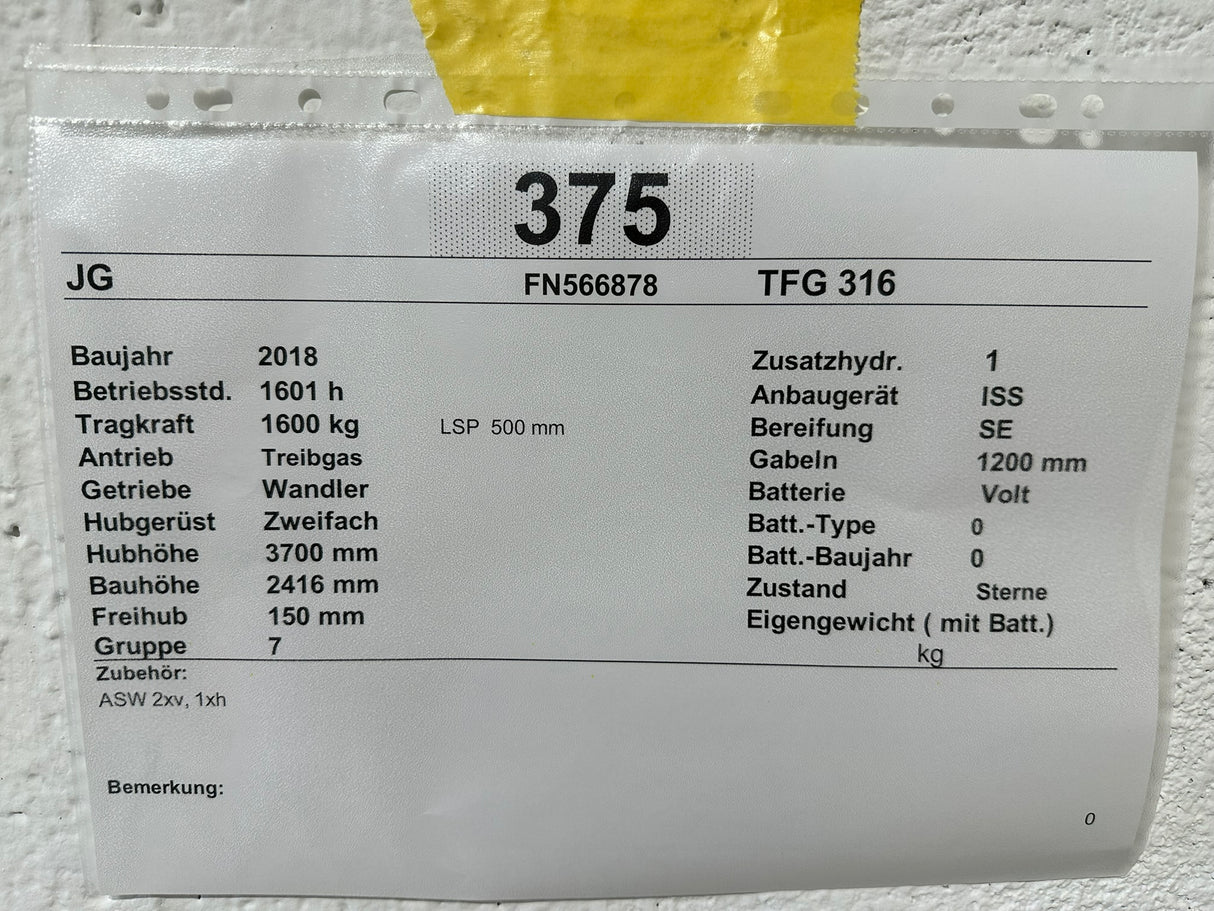 375
JG FN566878 TFG 316
Baujahr 2018
Betriebsstd. 1601 h
Tragkraft 1600 kg LSP 500 mm
Antrieb Treibgas
Getriebe Wandler
Hubgerüst Zweifach
Hubhöhe 3700 mm
Bauhöhe 2416 mm
Freihub 150 mm
Gruppe 7
Zusatzhydr. 1
Anbaugerät ISS
Bereifung SE
Gabeln 1200 mm
Batterie Volt
Batt.-Type 0
Batt.-Baujahr 0
Zustand Sterne
Eigengewicht ( mit Batt.)
kg
Zubehör:
ASW 2xv, 1xh
Bemerkung:
0